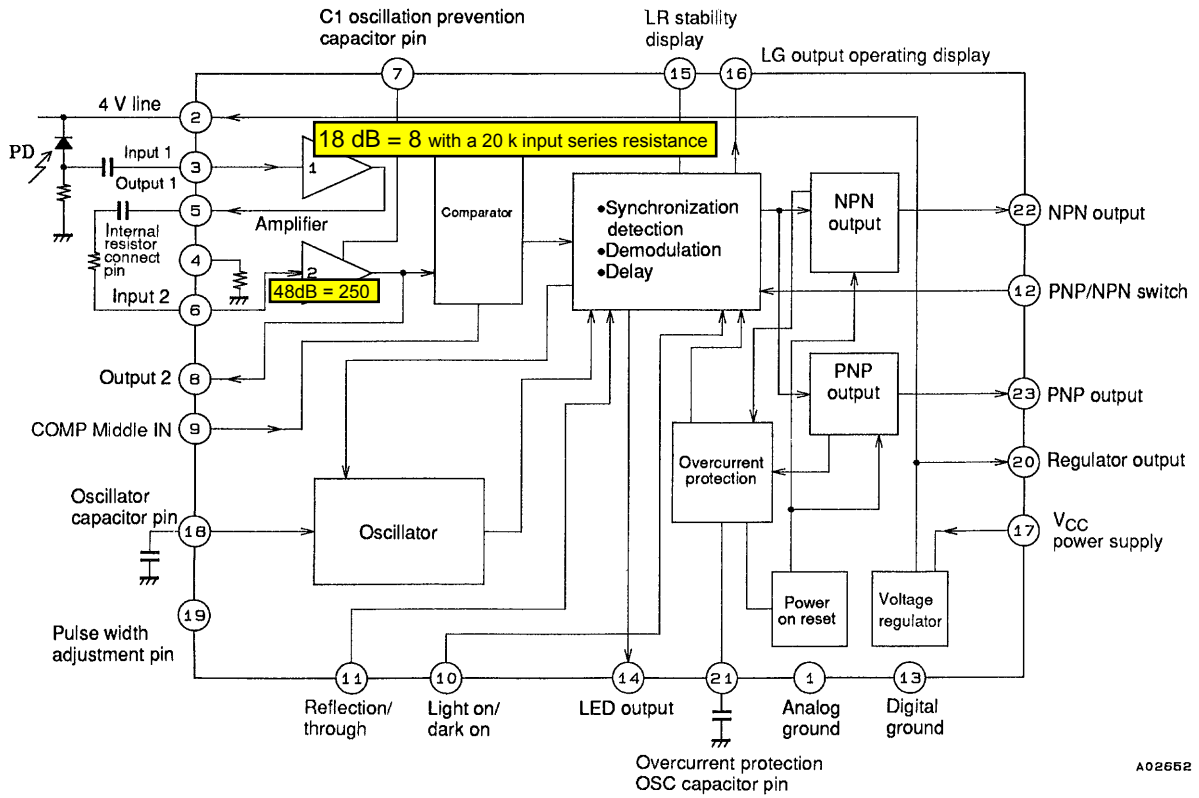 C1 oscillation prevention
capacitor pin
LR stability
display
LG output operating display
7
15
16
4 V line
2
18 dB = 8 with a 20 k input series resistance
PD
Input 1
3
1
Output 1
5
Amplifier
Internal
resistor
connect
pin
4
2
48dB = 250
Input 2
6
Comparator
•Synchronization
detection
•Demodulation
•Delay
NPN
output
22
NPN output
12
PNP/NPN switch
Output 2
8
PNP
output
23
PNP output
COMP Middle IN
9
Overcurrent
protection
20
Regulator output
Oscillator
capacitor pin
18
Oscillator
17
VCC
power supply
19
Pulse width
adjustment pin
Power
on reset
Voltage
regulator
11
10
14
21
1
13
Reflection/
through
Light on/
dark on
LED output
Analog
ground
Digital
ground
Overcurrent protection
OSC capacitor pin
A02652